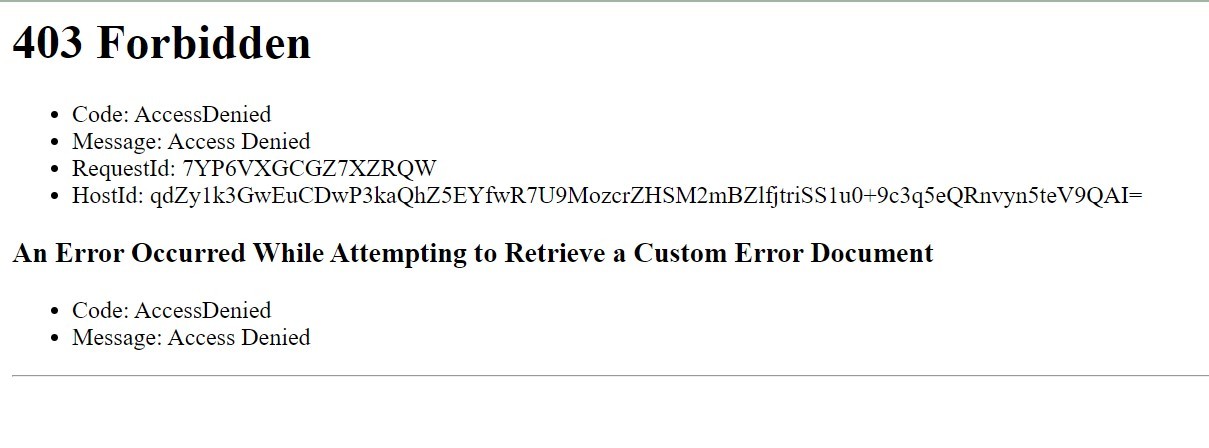 403 Forbidden
Code: AccessDenied
Message: Access Denied
RequestId: 7YP6VXGCGZ7XZRQW
HostId: qdZy1k3GwEuCDwP3kaQhZ5EYfwR7U9MozcrZHSM2mBZlfjtriSS1u0+9c3q5eQRnvyn5teV9QAI=
An Error Occurred While Attempting to Retrieve a Custom Error Document
Code: AccessDenied
Message: Access Denied